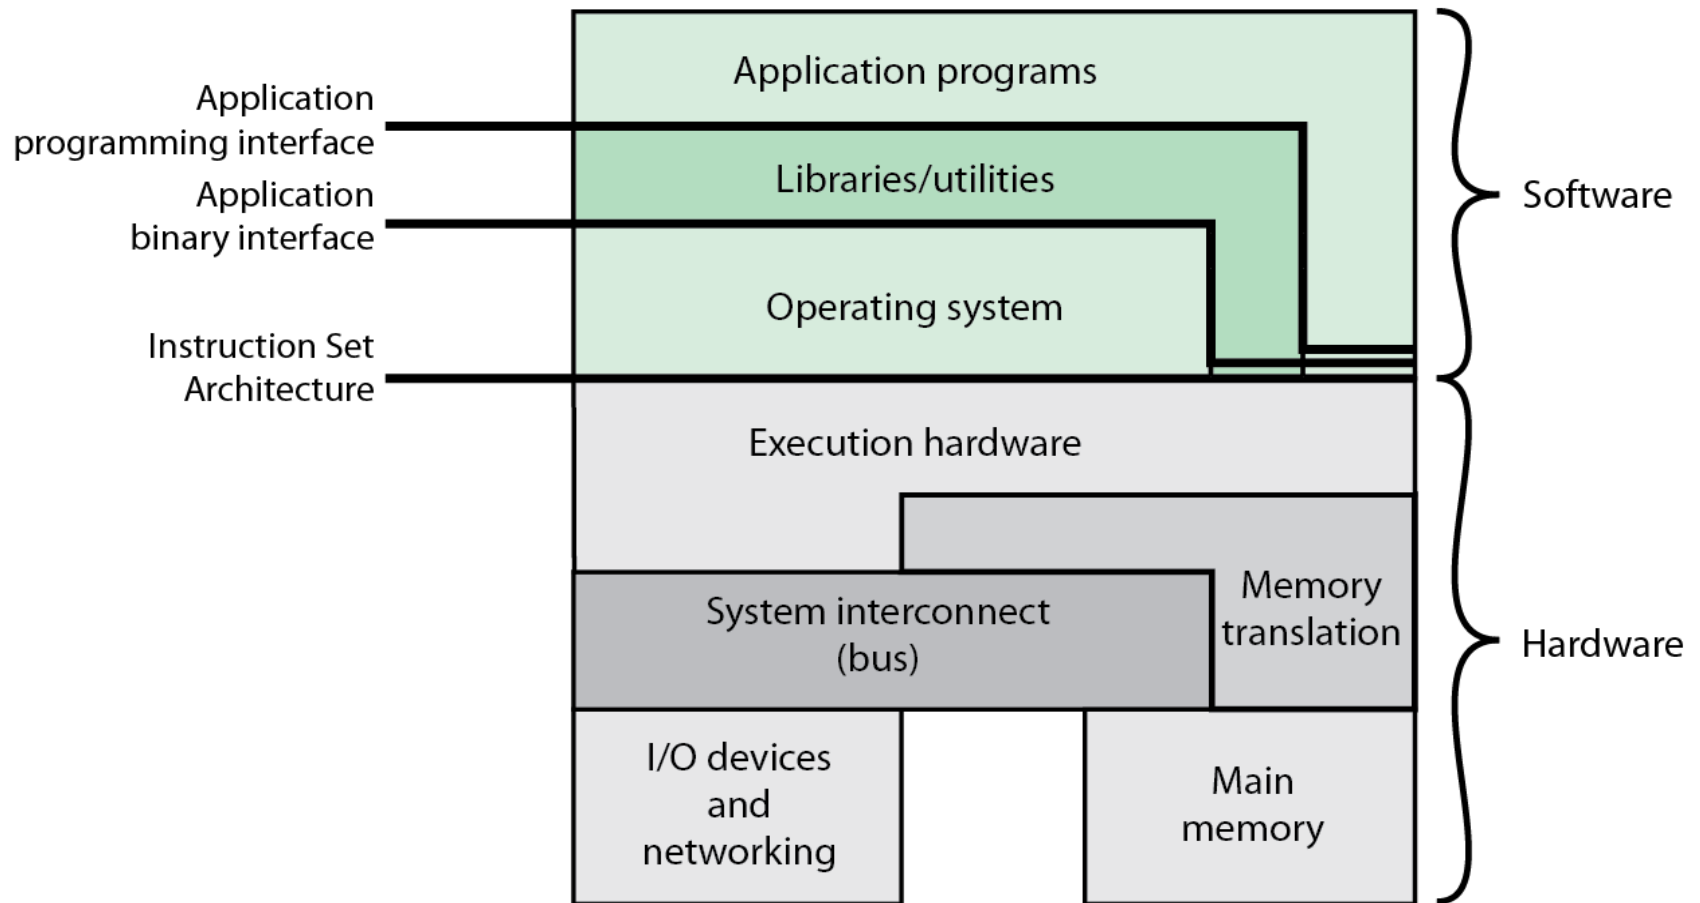 Application programs
Application
programming interface
Libraries/utilities
Application
binary interface
Software
Operating system
Instruction Set
Architecture
Execution hardware
Memory
translation
System interconnect
(bus)
Hardware
I/O devices
and
networking
Main
memory